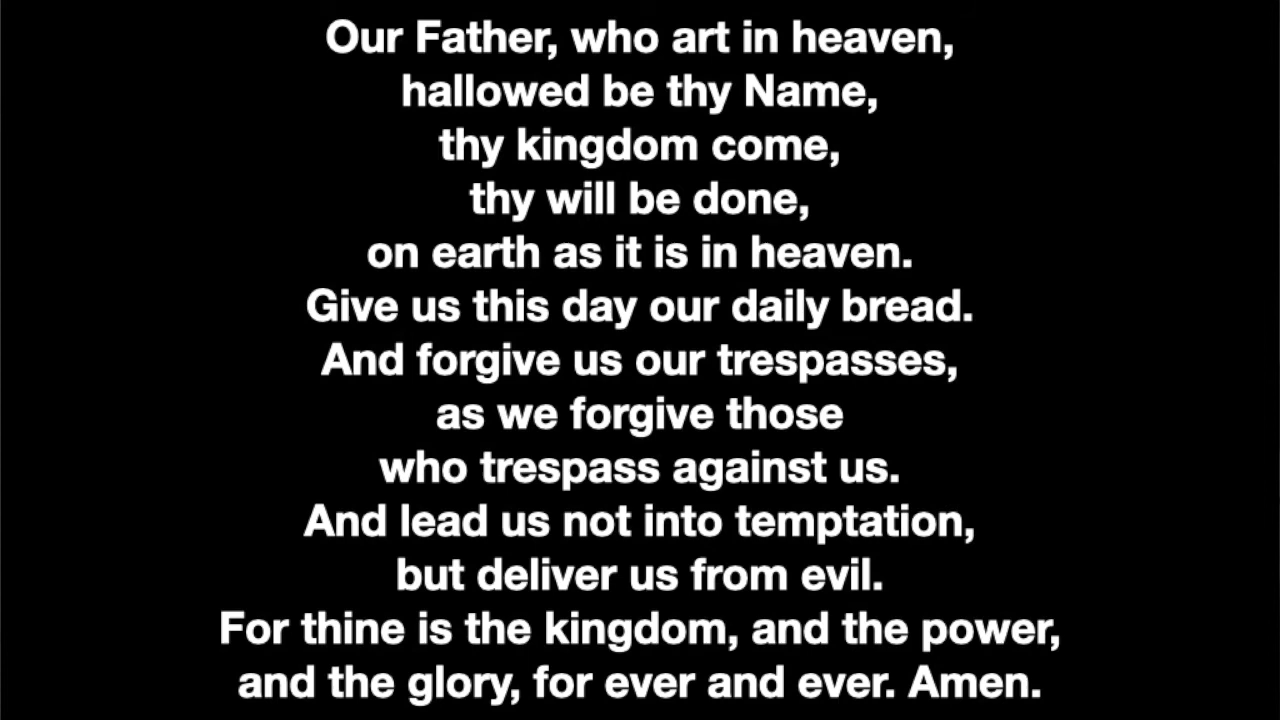 Our Father, who art in heaven,
hallowed be thy Name,
thy kingdom come,
thy will be done,
on earth as it is in heaven.
Give us this day our daily bread.
And forgive us our trespasses,
as we forgive those
who trespass against us.
And lead us not into temptation,
but deliver us from evil.
For thine is the kingdom, and the power,
and the glory, for ever and ever. Amen.